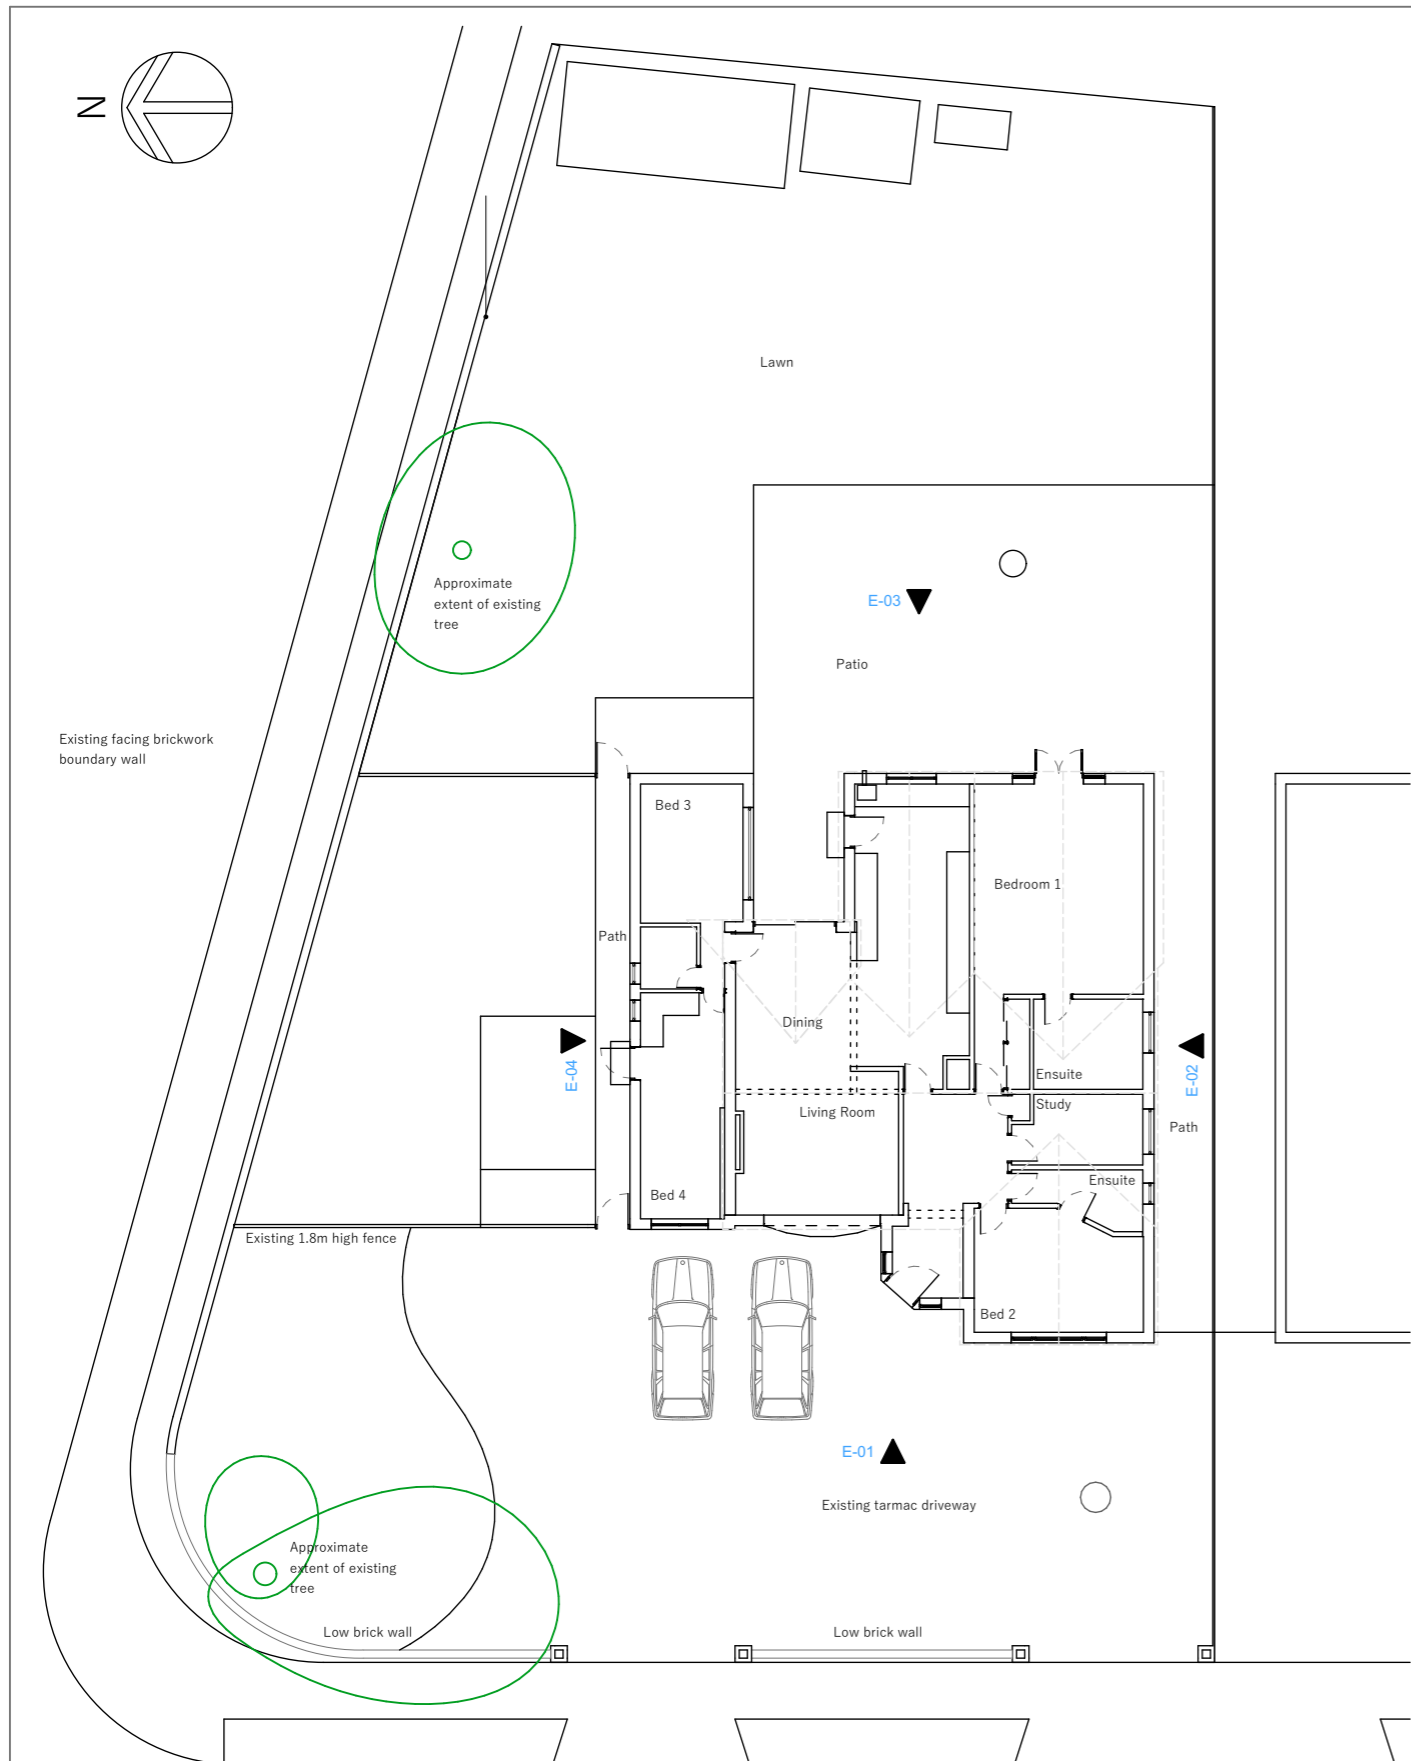 N
Lawn
Approximate
extent of existing
tree
E-03
Patio
Existing facing brickwork
boundary wall
Bed 3
Bedroom 1
Path
Dining
E-04
Ensuite
E-02
Study
Living Room
Path
Ensuite
Bed 4
Existing 1.8m high fence
Bed 2
E-01
Existing tarmac driveway
Approximate
extent of existing
tree
Low brick wall
Low brick wall